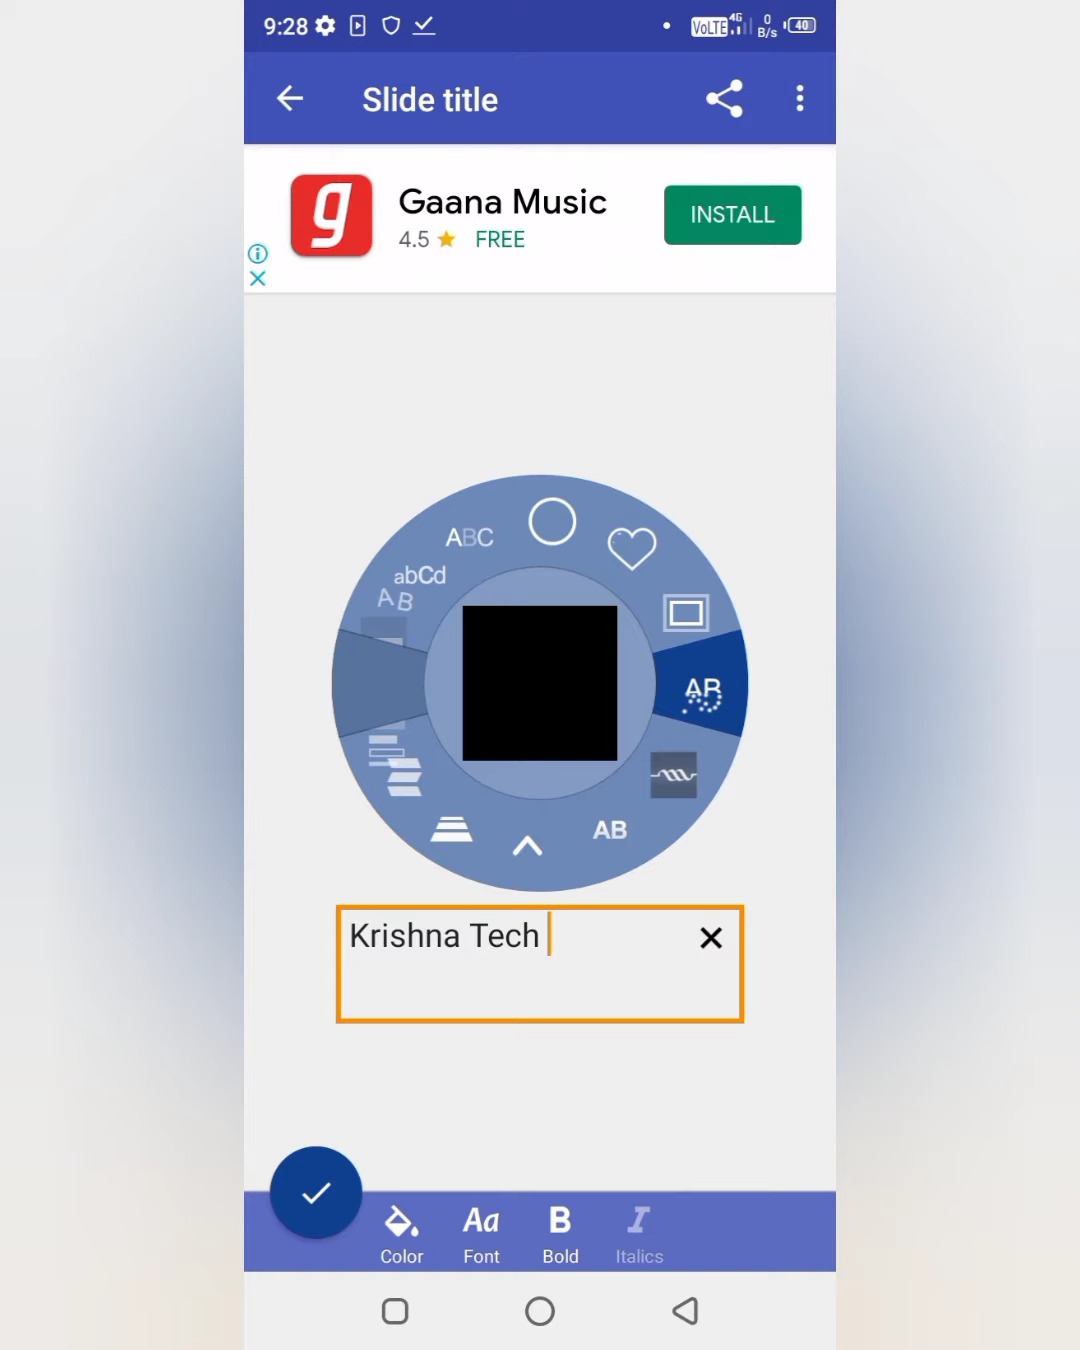 9:28
VoLTE 4G 0 B/s 40
Slide title
g Gaana Music
4.5 FREE
INSTALL
ABC
abCd
AB
AB
AB
Krishna Tech
Color Font Bold Italics
Aa B I